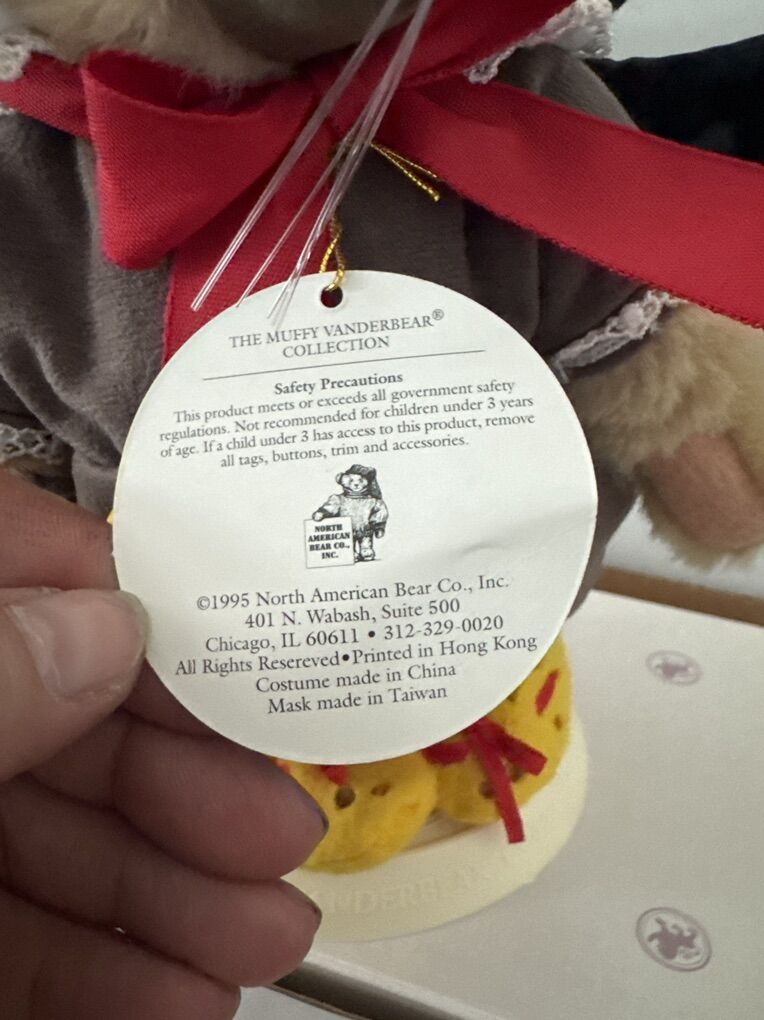 THE MUFFY VANDERBEAR®
COLLECTION
Safety Precautions
This product meets or exceeds all government safety
regulations. Not recommended for children under 3 years
of age. If a child under 3 has access to this product, remove
all tags, buttons, trim and accessories.
NORTH
AMERICAN
BEAR CO.,
INC.
©1995 North American Bear Co., Inc.
401 N. Wabash, Suite 500
Chicago, IL 60611 • 312-329-0020
All Rights Resereved•Printed in Hong Kong
Costume made in China
Mask made in Taiwan